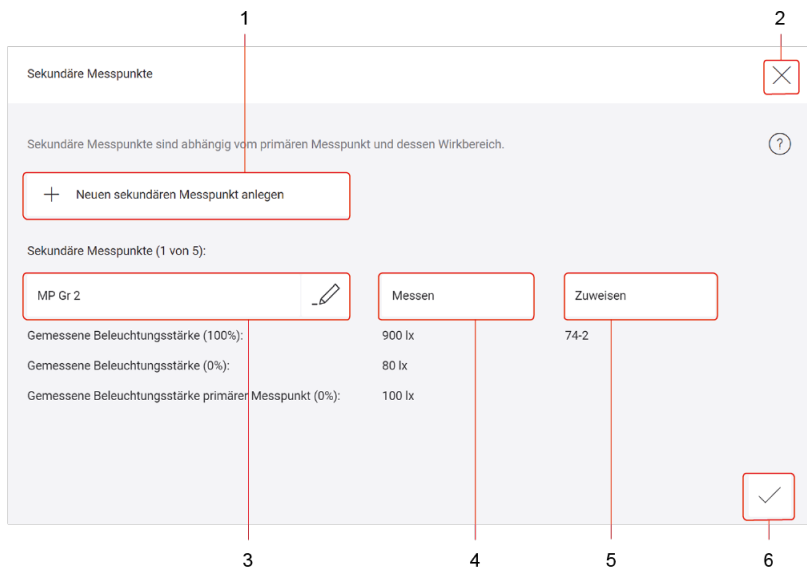 1 2
Sekundäre Messpunkte
Sekundäre Messpunkte sind abhängig vom primären Messpunkt und dessen Wirkbereich.
?
+ Neuen sekundären Messpunkt anlegen
Sekundäre Messpunkte (1 von 5):
MP Gr 2 Messen Zuweisen
Gemessene Beleuchtungsstärke (100%): 900 lx 74-2
Gemessene Beleuchtungsstärke (0%): 80 lx
Gemessene Beleuchtungsstärke primärer Messpunkt (0%): 100 lx
3 4 5 6